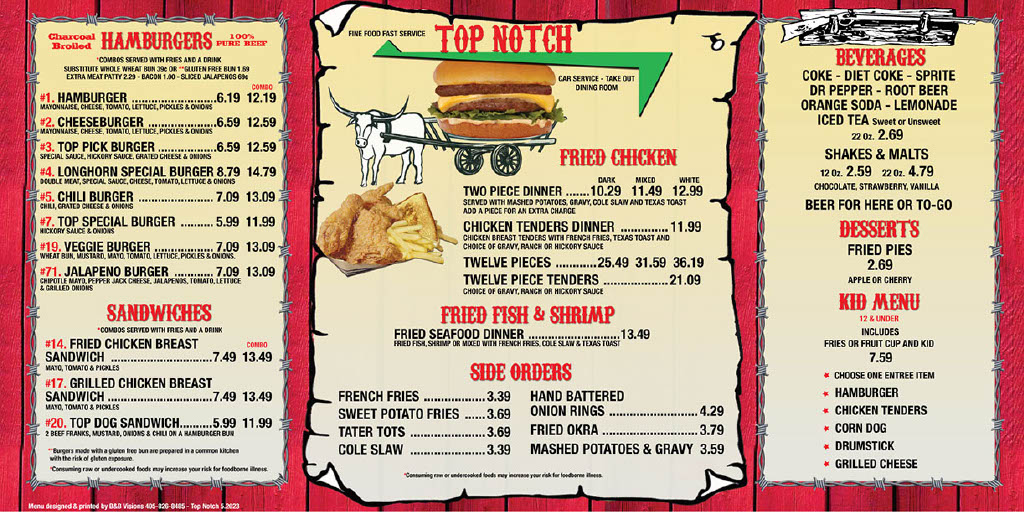 Charcoal Broiled HAMBURGERS 100% PURE BEEF
*COMBOS SERVED WITH FRIES AND A DRINK
SUBSTITUTE WHOLE WHEAT BUN 39¢ OR **GLUTEN FREE BUN 1.69
EXTRA MEAT PATTY 2.29 - BACON 1.00 - SLICED JALAPENOS 69¢
COMBO
#1. HAMBURGER ............................6.19 12.19
MAYONNAISE, CHEESE, TOMATO, LETTUCE, PICKLES & ONIONS
#2. CHEESEBURGER .....................6.59 12.59
MAYONNAISE, CHEESE, TOMATO, LETTUCE, PICKLES & ONIONS
#3. TOP PICK BURGER ..................6.59 12.59
SPECIAL SAUCE, HICKORY SAUCE, GRATED CHEESE & ONIONS
#4. LONGHORN SPECIAL BURGER 8.79 14.79
DOUBLE MEAT, SPECIAL SAUCE, CHEESE, TOMATO, LETTUCE & ONIONS
#5. CHILI BURGER ......................... 7.09 13.09
CHILI, GRATED CHEESE & ONIONS
#7. TOP SPECIAL BURGER ............. 5.99 11.99
HICKORY SAUCE & ONIONS
#19. VEGGIE BURGER .................... 7.09 13.09
WHEAT BUN, MUSTARD, MAYO, TOMATO, LETTUCE, PICKLES & ONIONS.
#71. JALAPENO BURGER ............... 7.09 13.09
CHIPOTLE MAYO, PEPPER JACK CHEESE, JALAPENOS, TOMATO, LETTUCE
& GRILLED ONIONS
SANDWICHES
*COMBOS SERVED WITH FRIES AND A DRINK
#14. FRIED CHICKEN BREAST COMBO
SANDWICH ..................................7.49 13.49
MAYO, TOMATO & PICKLES
#17. GRILLED CHICKEN BREAST
SANDWICH ..................................7.49 13.49
MAYO, TOMATO & PICKLES
#20. TOP DOG SANDWICH...........5.99 11.99
2 BEEF FRANKS, MUSTARD, ONIONS & CHILI ON A HAMBURGER BUN
**Burgers made with a gluten free bun are prepared in a common kitchen
with the risk of gluten exposure.
*Consuming raw or undercooked foods may increase your risk for foodborne illness.
Menu designed & printed by D&B Visions 405-826-0485 - Top Notch 5.2023
FINE FOOD FAST SERVICE
TOP NOTCH
CAR SERVICE - TAKE OUT
DINING ROOM
FRIED CHICKEN
DARK MIXED WHITE
TWO PIECE DINNER .......10.29 11.49 12.99
SERVED WITH MASHED POTATOES, GRAVY, COLE SLAW AND TEXAS TOAST
ADD A PIECE FOR AN EXTRA CHARGE
CHICKEN TENDERS DINNER .............. 11.99
CHICKEN BREAST TENDERS WITH FRENCH FRIES, TEXAS TOAST AND
CHOICE OF GRAVY, RANCH OR HICKORY SAUCE
TWELVE PIECES ............25.49 31.59 36.19
TWELVE PIECE TENDERS ...................21.09
CHOICE OF GRAVY, RANCH OR HICKORY SAUCE
FRIED FISH & SHRIMP
FRIED SEAFOOD DINNER ..........................13.49
FRIED FISH, SHRIMP OR MIXED WITH FRENCH FRIES, COLE SLAW & TEXAS TOAST
SIDE ORDERS
FRENCH FRIES ..................3.39
SWEET POTATO FRIES ...... 3.69
TATER TOTS ..................... 3.69
COLE SLAW ......................3.39
HAND BATTERED
ONION RINGS ......................... 4.29
FRIED OKRA ............................3.79
MASHED POTATOES & GRAVY 3.59
*Consuming raw or undercooked foods may increase your risk for foodborne illness.
BEVERAGES
COKE - DIET COKE - SPRITE
DR PEPPER - ROOT BEER
ORANGE SODA - LEMONADE
ICED TEA Sweet or Unsweet
22 Oz. 2.69
SHAKES & MALTS
12 Oz. 2.59 22 Oz. 4.79
CHOCOLATE, STRAWBERRY, VANILLA
BEER FOR HERE OR TO-GO
DESSERT'S
FRIED PIES
2.69
APPLE OR CHERRY
KID MENU
12 & UNDER
INCLUDES
FRIES OR FRUIT CUP AND KID
7.59
★ CHOOSE ONE ENTREE ITEM
★ HAMBURGER
★ CHICKEN TENDERS
★ CORN DOG
★ DRUMSTICK
★ GRILLED CHEESE